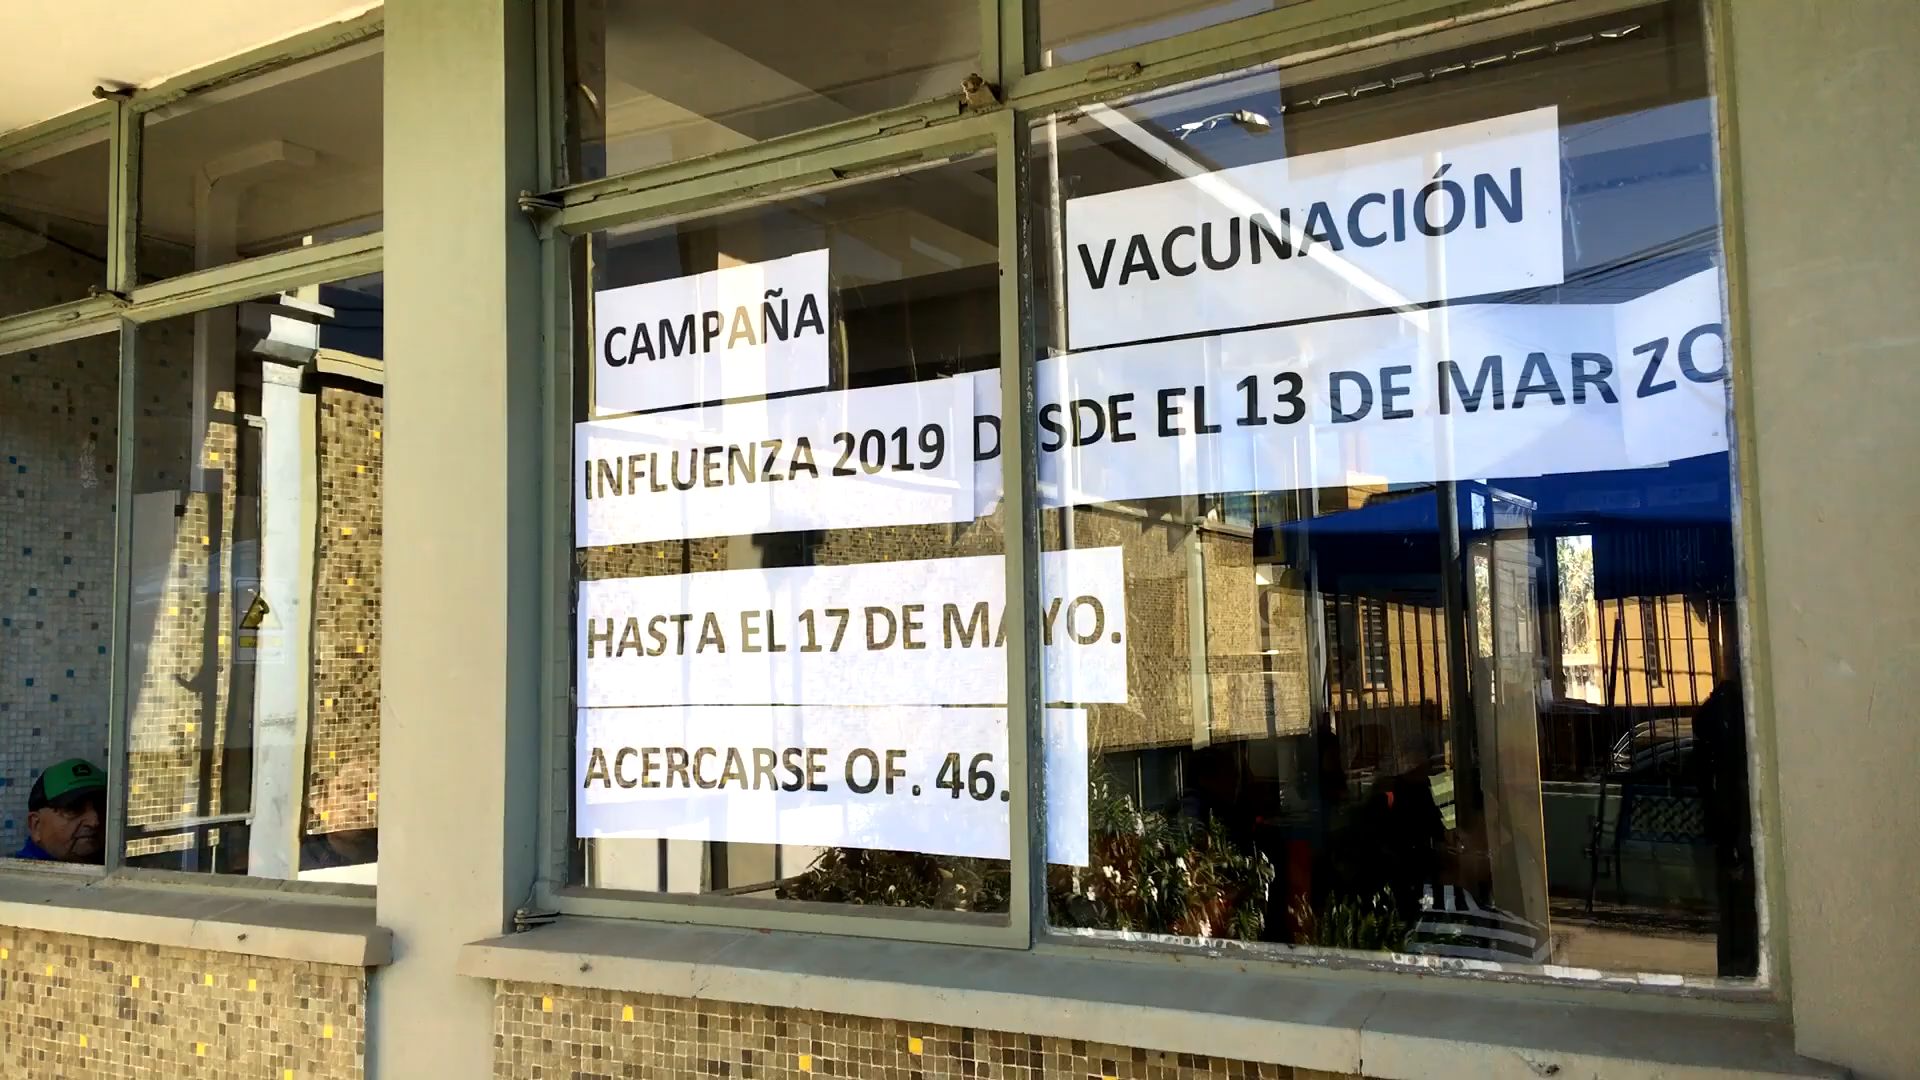 CAMPAÑA VACUNACIÓN
INFLUENZA 2019 DESDE EL 13 DE MARZO
HASTA EL 17 DE MAYO.
ACERCARSE OF. 46.